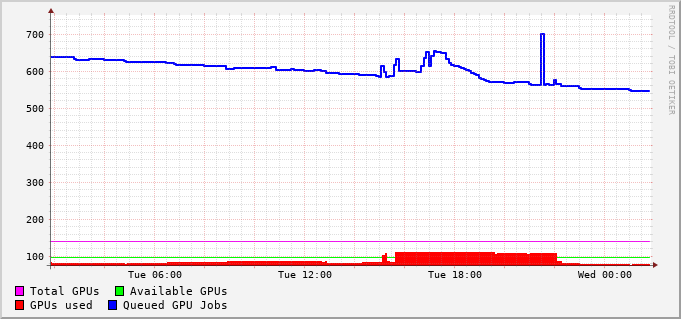 700
600
500
400
300
200
100
Tue 06:00 Tue 12:00 Tue 18:00 Wed 00:00
Total GPUs Available GPUs
GPUs used Queued GPU Jobs
RRDTOOL / TOBI OETIKER